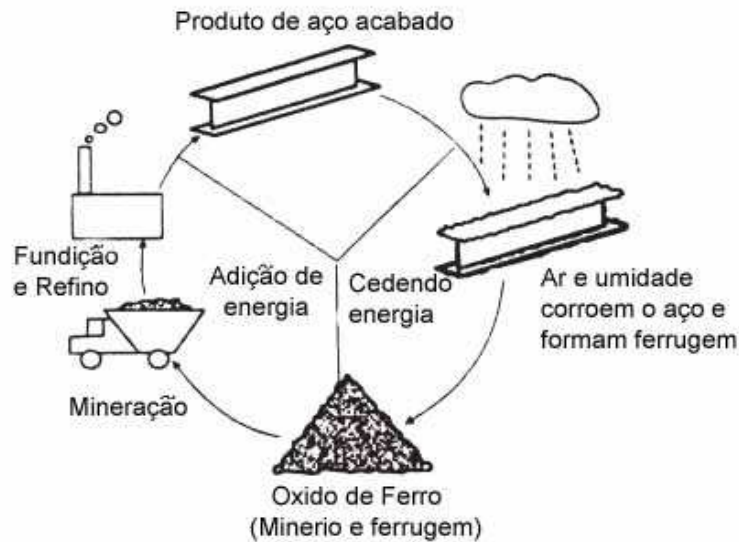 Produto de aço acabado
Fundição
e Refino
Adição de
energia
Cedendo
energia
Ar e umidade
corroem o aço e
formam ferrugem
Mineração
Oxido de Ferro
(Minerio e ferrugem)